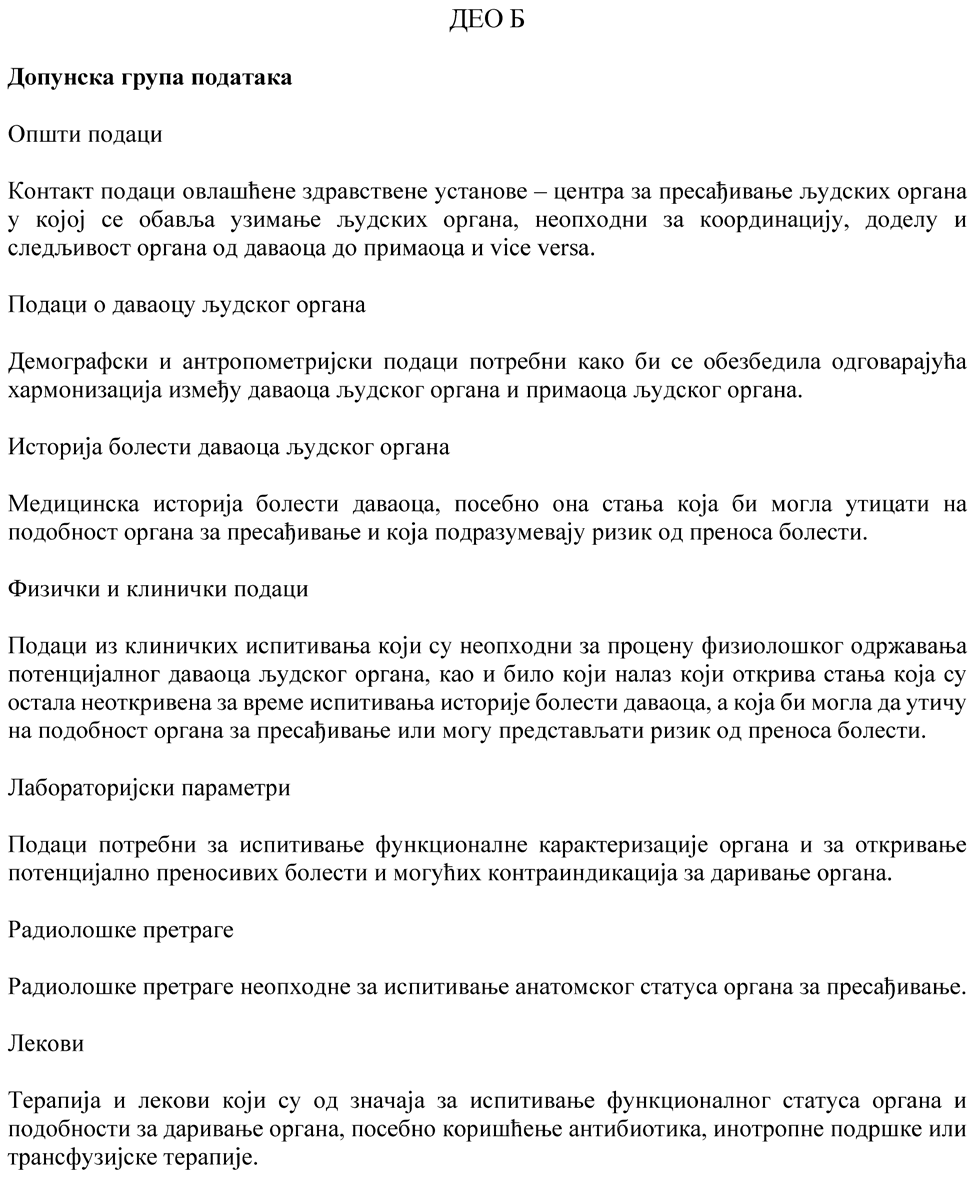 ДЕО Б
Допунска група података
Општи подаци
Контакт подаци овлашћене здравствене установе – центра за пресађивање људских органа
у којој се обавља узимање људских органа, неопходни за координацију, доделу и
следљивост органа од даваоца до примаоца и vice versa.
Подаци о даваоцу људског органа
Демографски и антропометријски подаци потребни како би се обезбедила одговарајућа
хармонизација између даваоца људског органа и примаоца људског органа.
Историја болести даваоца људског органа
Медицинска историја болести даваоца, посебно она стања која би могла утицати на
подобност органа за пресађивање и која подразумевају ризик од преноса болести.
Физички и клинички подаци
Подаци из клиничких испитивања који су неопходни за процену физиолошког одржавања
потенцијалног даваоца људског органа, као и било који налаз који открива стања која су
остала неоткривена за време испитивања историје болести даваоца, а која би могла да утичу
на подобност органа за пресађивање или могу представљати ризик од преноса болести.
Лабораторијски параметри
Подаци потребни за испитивање функционалне карактеризације органа и за откривање
потенцијално преносивих болести и могућих контраиндикација за даривање органа.
Радиолошке претраге
Радиолошке претраге неопходне за испитивање анатомског статуса органа за пресађивање.
Лекови
Терапија и лекови који су од значаја за испитивање функционалног статуса органа и
подобности за даривање органа, посебно коришћење антибиотика, инотропне подршке или
трансфузијске терапије.